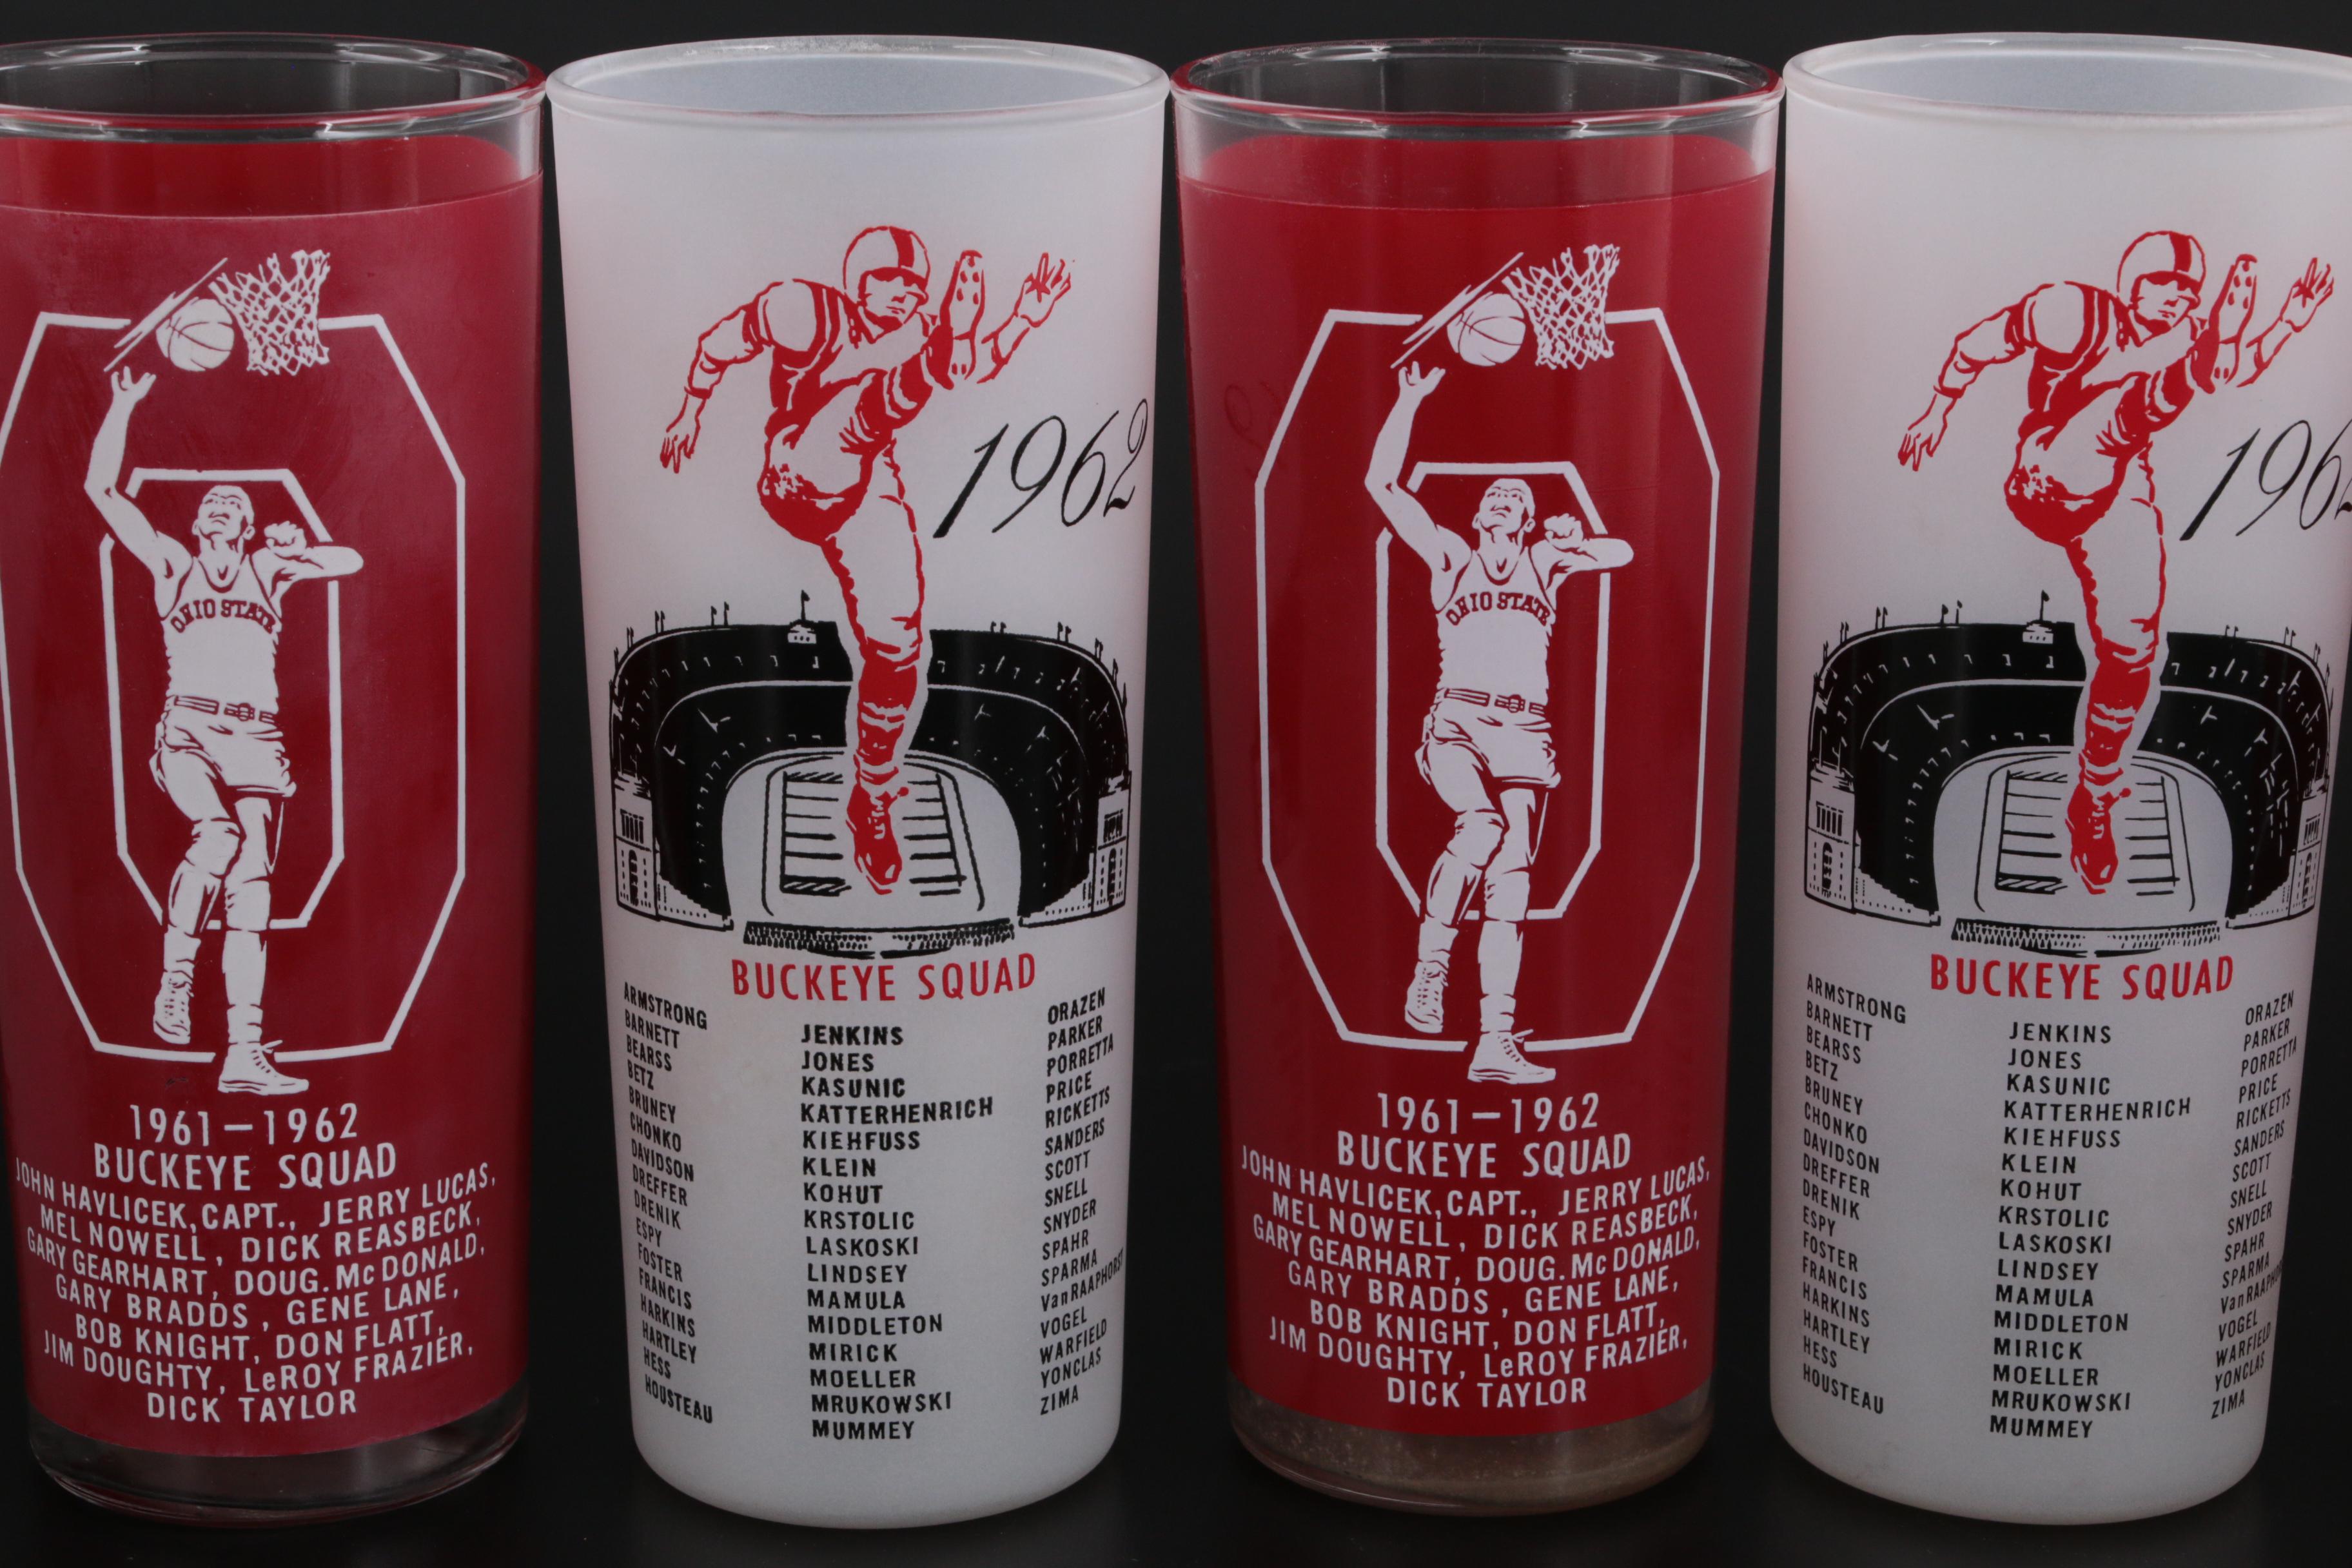 OHIO STATE
1961—1962
BUCKEYE SQUAD
JOHN HAVLICEK, CAPT., JERRY LUCAS,
MEL NOWELL, DICK REASBECK,
GARY GEARHART, DOUG. McDONALD,
GARY BRADDS, GENE LANE,
BOB KNIGHT, DON FLATT,
JIM DOUGHTY, LeROY FRAZIER,
DICK TAYLOR
1962
BUCKEYE SQUAD
ARMSTRONG
BARNETT
BEARSS
BETZ
BRUNEY
CHONKO
DAVIDSON
DREFFER
DRENIK
ESPY
FOSTER
FRANCIS
HARKINS
HARTLEY
HESS
HOUSTEAU
JENKINS
JONES
KASUNIC
KATTERHENRICH
KIEHFUSS
KLEIN
KOHUT
KRSTOLIC
LASKOSKI
LINDSEY
MAMULA
MIDDLETON
MIRICK
MOELLER
MRUKOWSKI
MUMMEY
ORAZEN
PARKER
PORRETTA
PRICE
RICKETTS
SANDERS
SCOTT
SNELL
SNYDER
SPAHR
SPARMA
VanRAAPHORST
VOGEL
WARFIELD
YONCLAS
ZIMA
OHIO STATE
1961—1962
BUCKEYE SQUAD
JOHN HAVLICEK, CAPT., JERRY LUCAS,
MEL NOWELL, DICK REASBECK,
GARY GEARHART, DOUG. McDONALD,
GARY BRADDS, GENE LANE,
BOB KNIGHT, DON FLATT,
JIM DOUGHTY, LeROY FRAZIER,
DICK TAYLOR
1962
BUCKEYE SQUAD
ARMSTRONG
BARNETT
BEARSS
BETZ
BRUNEY
CHONKO
DAVIDSON
DREFFER
DRENIK
ESPY
FOSTER
FRANCIS
HARKINS
HARTLEY
HESS
HOUSTEAU
JENKINS
JONES
KASUNIC
KATTERHENRICH
KIEHFUSS
KLEIN
KOHUT
KRSTOLIC
LASKOSKI
LINDSEY
MAMULA
MIDDLETON
MIRICK
MOELLER
MRUKOWSKI
MUMMEY
ORAZEN
PARKER
PORRETTA
PRICE
RICKETTS
SANDERS
SCOTT
SNELL
SNYDER
SPAHR
SPARMA
VanRAAPHO
VOGEL
WARFIELD
YONCLAS
ZIMA